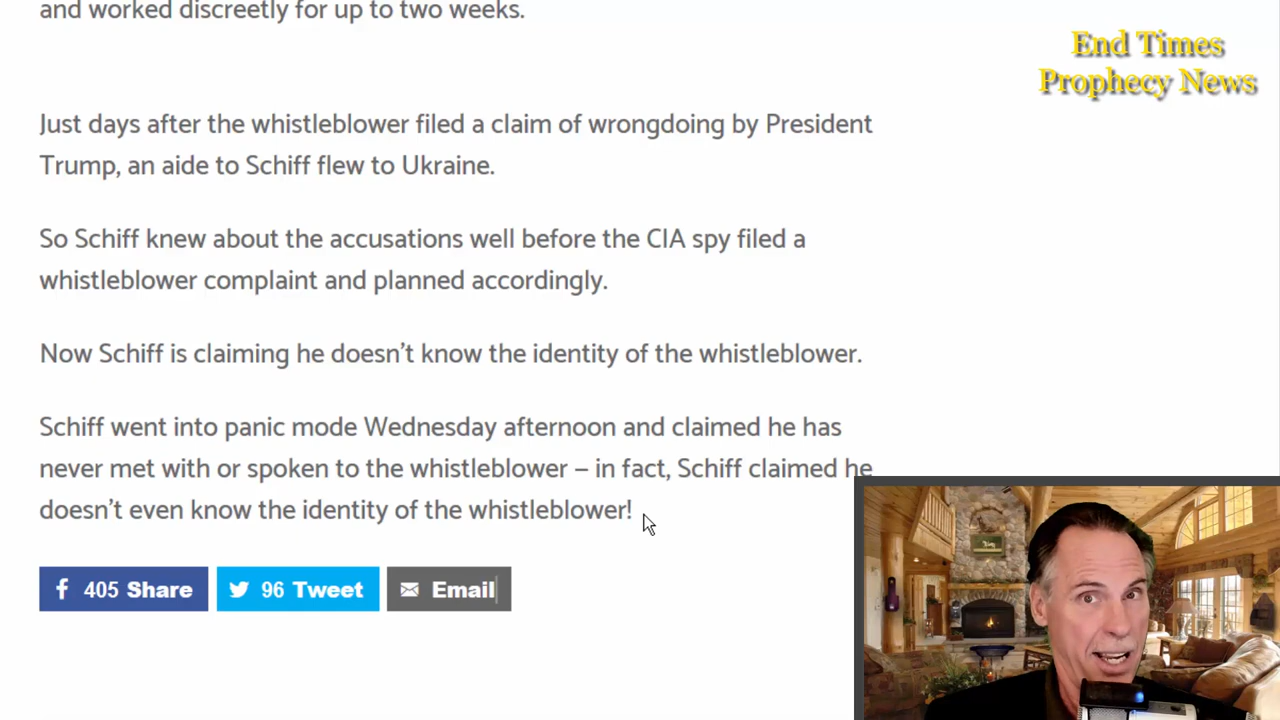 and worked discreetly for up to two weeks.
End Times
Prophecy News
Just days after the whistleblower filed a claim of wrongdoing by President
Trump, an aide to Schiff flew to Ukraine.
So Schiff knew about the accusations well before the CIA spy filed a
whistleblower complaint and planned accordingly.
Now Schiff is claiming he doesn’t know the identity of the whistleblower.
Schiff went into panic mode Wednesday afternoon and claimed he has
never met with or spoken to the whistleblower – in fact, Schiff claimed he
doesn’t even know the identity of the whistleblower!
405 Share
96 Tweet
Email